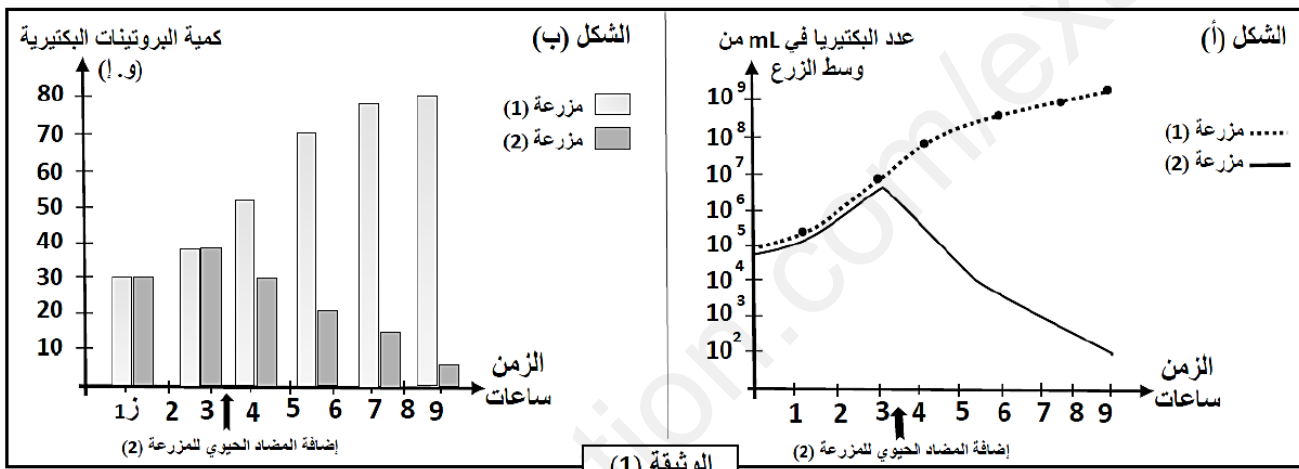 الشكل (أ)
عدد البكتيريا في mL من
وسط الزرع
10⁹
10⁸
10⁷
10⁶
10⁵
10⁴
10³
10²
مزرعة (1)
مزرعة (2)
1 2 3 4 5 6 7 8 9
الزمن
ساعات
إضافة المضاد الحيوي للمزرعة (2)
الشكل (ب)
كمية البروتينات البكتيرية
(و. إ)
80
70
60
50
40
30
20
10
مزرعة (1)
مزرعة (2)
ز1 2 3 4 5 6 7 8 9
الزمن
ساعات
إضافة المضاد الحيوي للمزرعة (2)
الوثيقة (1)
tion.com/ex